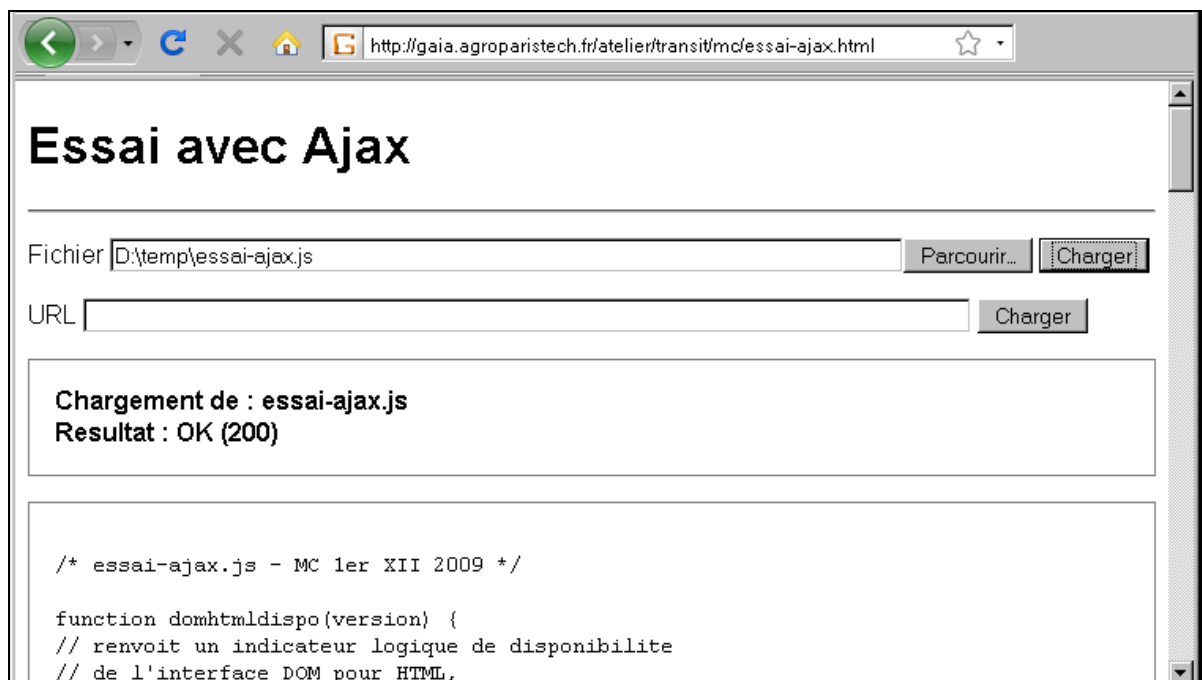 http://gaia.agroparistech.fr/atelier/transit/mc/essai-ajax.html
Essai avec Ajax
Fichier D:\temp\essai-ajax.js Parcourir... Charger
URL Charger
Chargement de : essai-ajax.js
Resultat : OK (200)
/* essai-ajax.js - MC 1er XII 2009 */
function domhtmldispo(version) {
// renvoit un indicateur logique de disponibilite
// de l'interface DOM pour HTML,